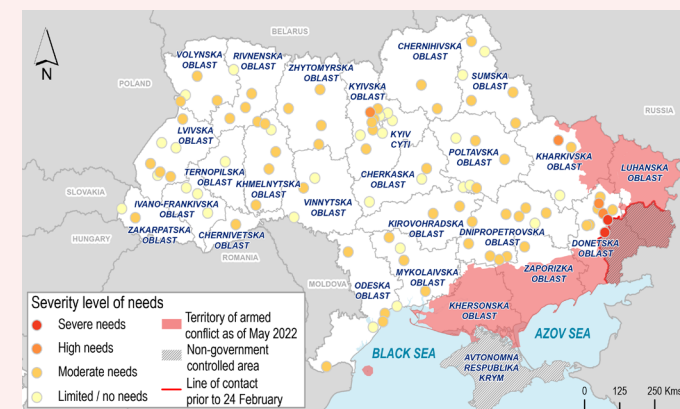 BELARUS
N
POLAND
RUSSIA
SLOVAKIA
HUNGARY
ROMANIA
MOLDOVA
VOLYNSKA
OBLAST
RIVNENSKA
OBLAST
ZHYTOMYRSKA
OBLAST
KYIVSKA
OBLAST
CHERNIHIVSKA
OBLAST
SUMSKA
OBLAST
LVIVSKA
OBLAST
KYIV
CYTI
TERNOPILSKA
OBLAST
KHMELNYTSKA
OBLAST
CHERKASKA
OBLAST
POLTAVSKA
OBLAST
KHARKIVSKA
OBLAST
LUHANSKA
OBLAST
IVANO-FRANKIVSKA
OBLAST
VINNYTSKA
OBLAST
ZAKARPATSKA
OBLAST
CHERNIVETSKA
OBLAST
KIROVOHRADSKA
OBLAST
DNIPROPETROVSKA
OBLAST
DONETSKA
OBLAST
ODESKA
OBLAST
MYKOLAIVSKA
OBLAST
ZAPORIZKA
OBLAST
KHERSONSKA
OBLAST
AVTONOMNA
RESPUBLIKA
KRYM
BLACK SEA
AZOV SEA
Severity level of needs
Severe needs
High needs
Moderate needs
Limited / no needs
Territory of armed
conflict as of May 2022
Non-government
controlled area
Line of contact
prior to 24 February
0 125 250 Kms